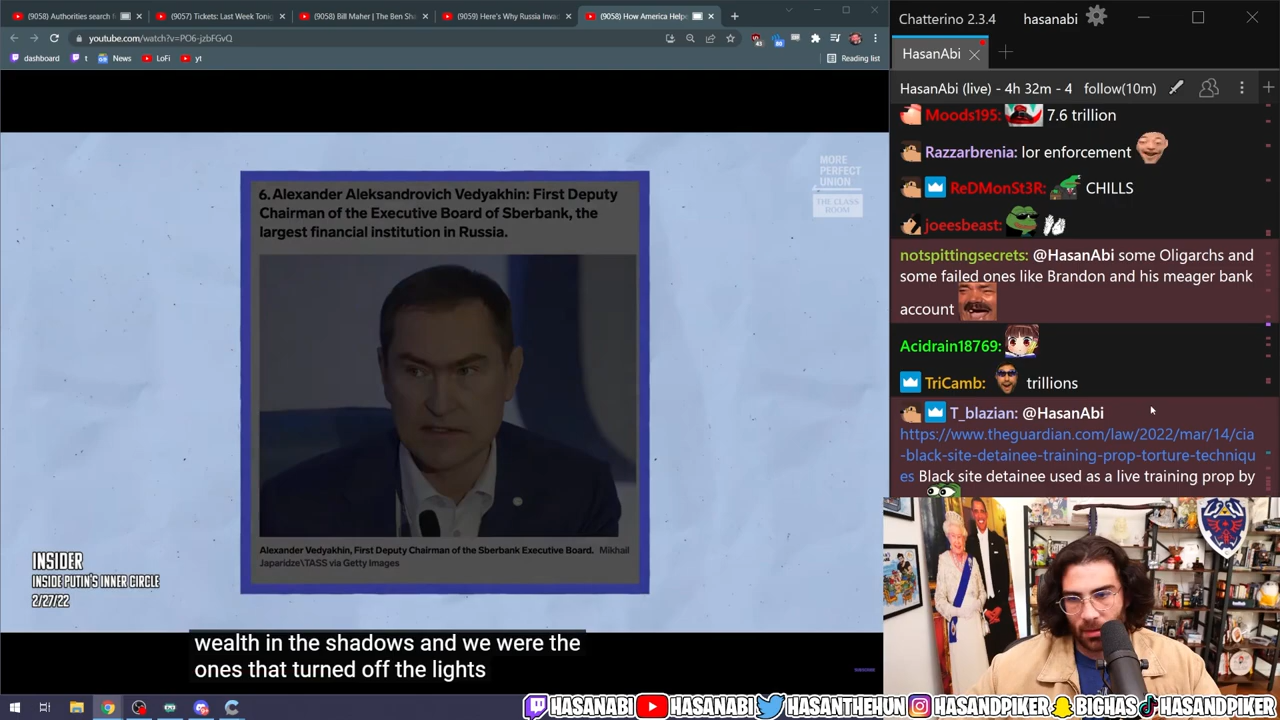 (9058) Authorities search f
(9057) Tickets: Last Week Tonig
(9058) Bill Maher | The Ben Sha
(9059) Here's Why Russia Inva
(9058) How America Helpe
youtube.com/watch?v=PO6-jzbFGvQ
dashboard
t
News
LoFi
yt
Reading list
MORE
PERFECT
UNION
THE CLASS
ROOM
6. Alexander Aleksandrovich Vedyakhin: First Deputy
Chairman of the Executive Board of Sberbank, the
largest financial institution in Russia.
Alexander Vedyakhin, First Deputy Chairman of the Sberbank Executive Board. Mikhail
Japaridze\TASS via Getty Images
INSIDER
INSIDE PUTIN'S INNER CIRCLE
2/27/22
wealth in the shadows and we were the
ones that turned off the lights
Chatterino 2.3.4
hasanabi
HasanAbi
HasanAbi (live) - 4h 32m - 4
follow(10m)
Moods195: 7.6 trillion
Razzarbrenia: lor enforcement
ReDMonSt3R: CHILLS
joeesbeast:
notspittingsecrets: @HasanAbi some Oligarchs and
some failed ones like Brandon and his meager bank
account
Acidrain18769:
TriCamb: trillions
T_blazian: @HasanAbi
https://www.theguardian.com/law/2022/mar/14/cia
-black-site-detainee-training-prop-torture-techniqu
es Black site detainee used as a live training prop by
HASANABI
HASANABI
HASANTHEHUN
HASANDPIKER
BIGHAS
HASANDPIKER